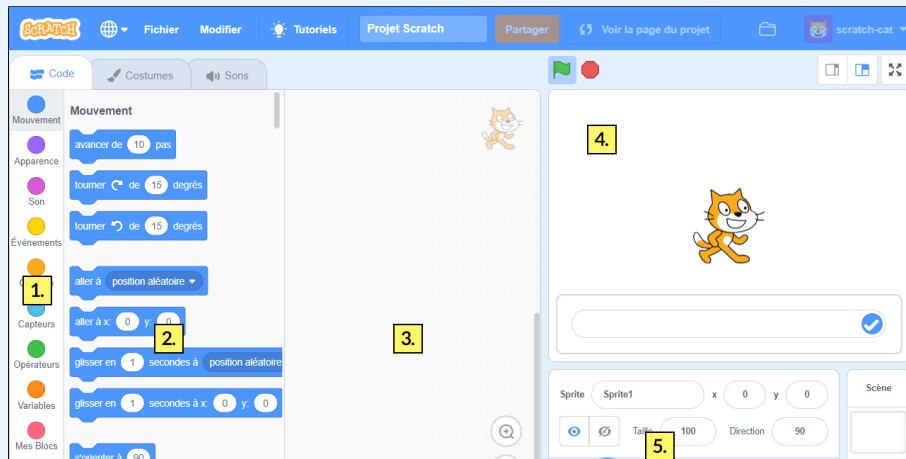 SCRATCH Fichier Modifier Tutoriels Projet Scratch Partager Voir la page du projet scratch-cat
Code Costumes Sons
Mouvement
Apparence
Son
Événements
1.
Capteurs
Opérateurs
Variables
Mes Blocs
Mouvement
avancer de 10 pas
tourner de 15 degrés
tourner de 15 degrés
aller à position aléatoire
aller à x: 0 y: 0
2.
glisser en 1 secondes à position aléatoire
glisser en 1 secondes à x: 0 y: 0
s'orienter à 90
3.
4.
Sprite Sprite1 x 0 y 0
Taille 100 Direction 90
5.
Scène